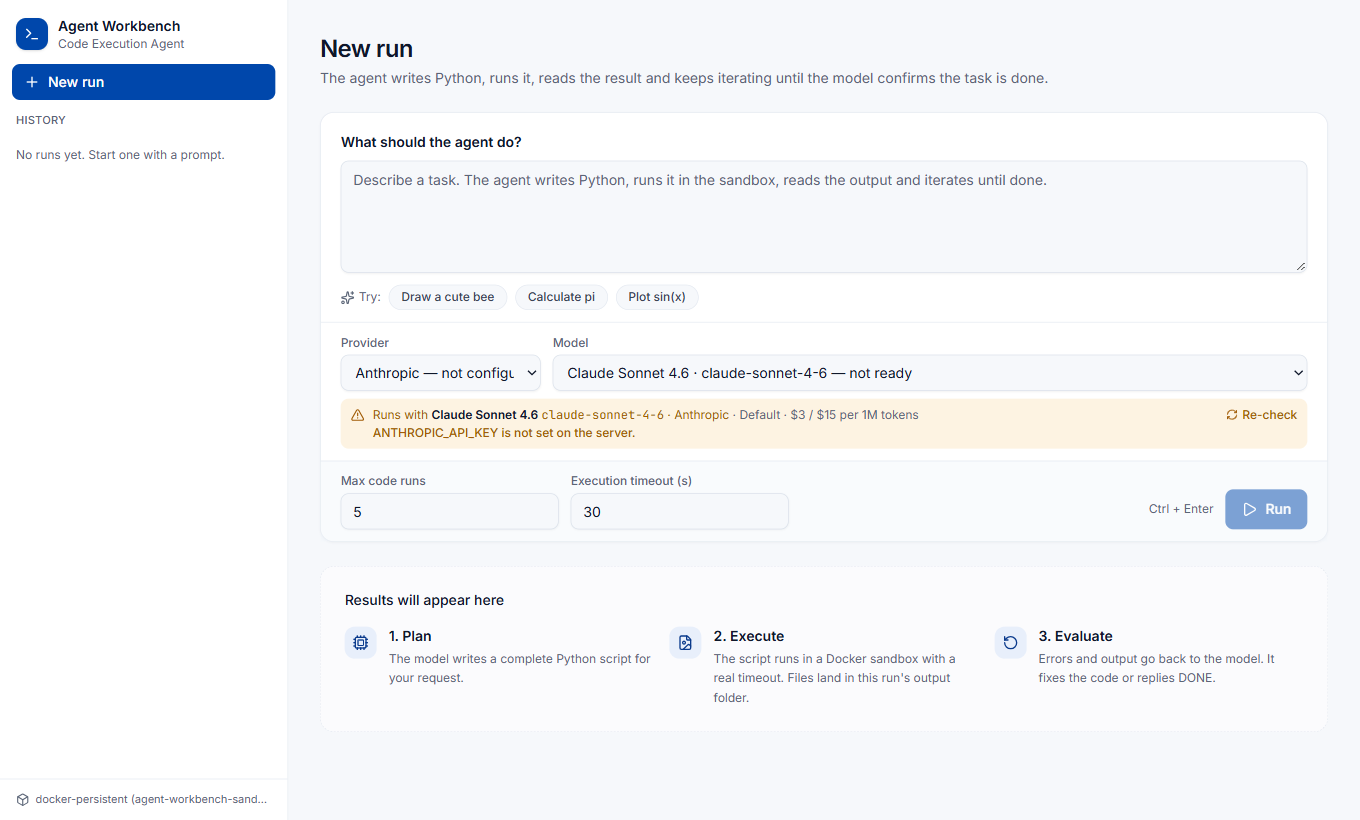 Agent Workbench
Code Execution Agent
New run
HISTORY
No runs yet. Start one with a prompt.
docker-persistent (agent-workbench-sand...
New run
The agent writes Python, runs it, reads the result and keeps iterating until the model confirms the task is done.
What should the agent do?
Describe a task. The agent writes Python, runs it in the sandbox, reads the output and iterates until done.
Try: Draw a cute bee Calculate pi Plot sin(x)
Provider Model
Anthropic — not configu Claude Sonnet 4.6 · claude-sonnet-4-6 — not ready
Runs with Claude Sonnet 4.6 claude-sonnet-4-6 · Anthropic · Default · $3 / $15 per 1M tokens Re-check
ANTHROPIC_API_KEY is not set on the server.
Max code runs Execution timeout (s)
5 30 Ctrl + Enter Run
Results will appear here
1. Plan
The model writes a complete Python script for
your request.
2. Execute
The script runs in a Docker sandbox with a
real timeout. Files land in this run's output
folder.
3. Evaluate
Errors and output go back to the model. It
fixes the code or replies DONE.